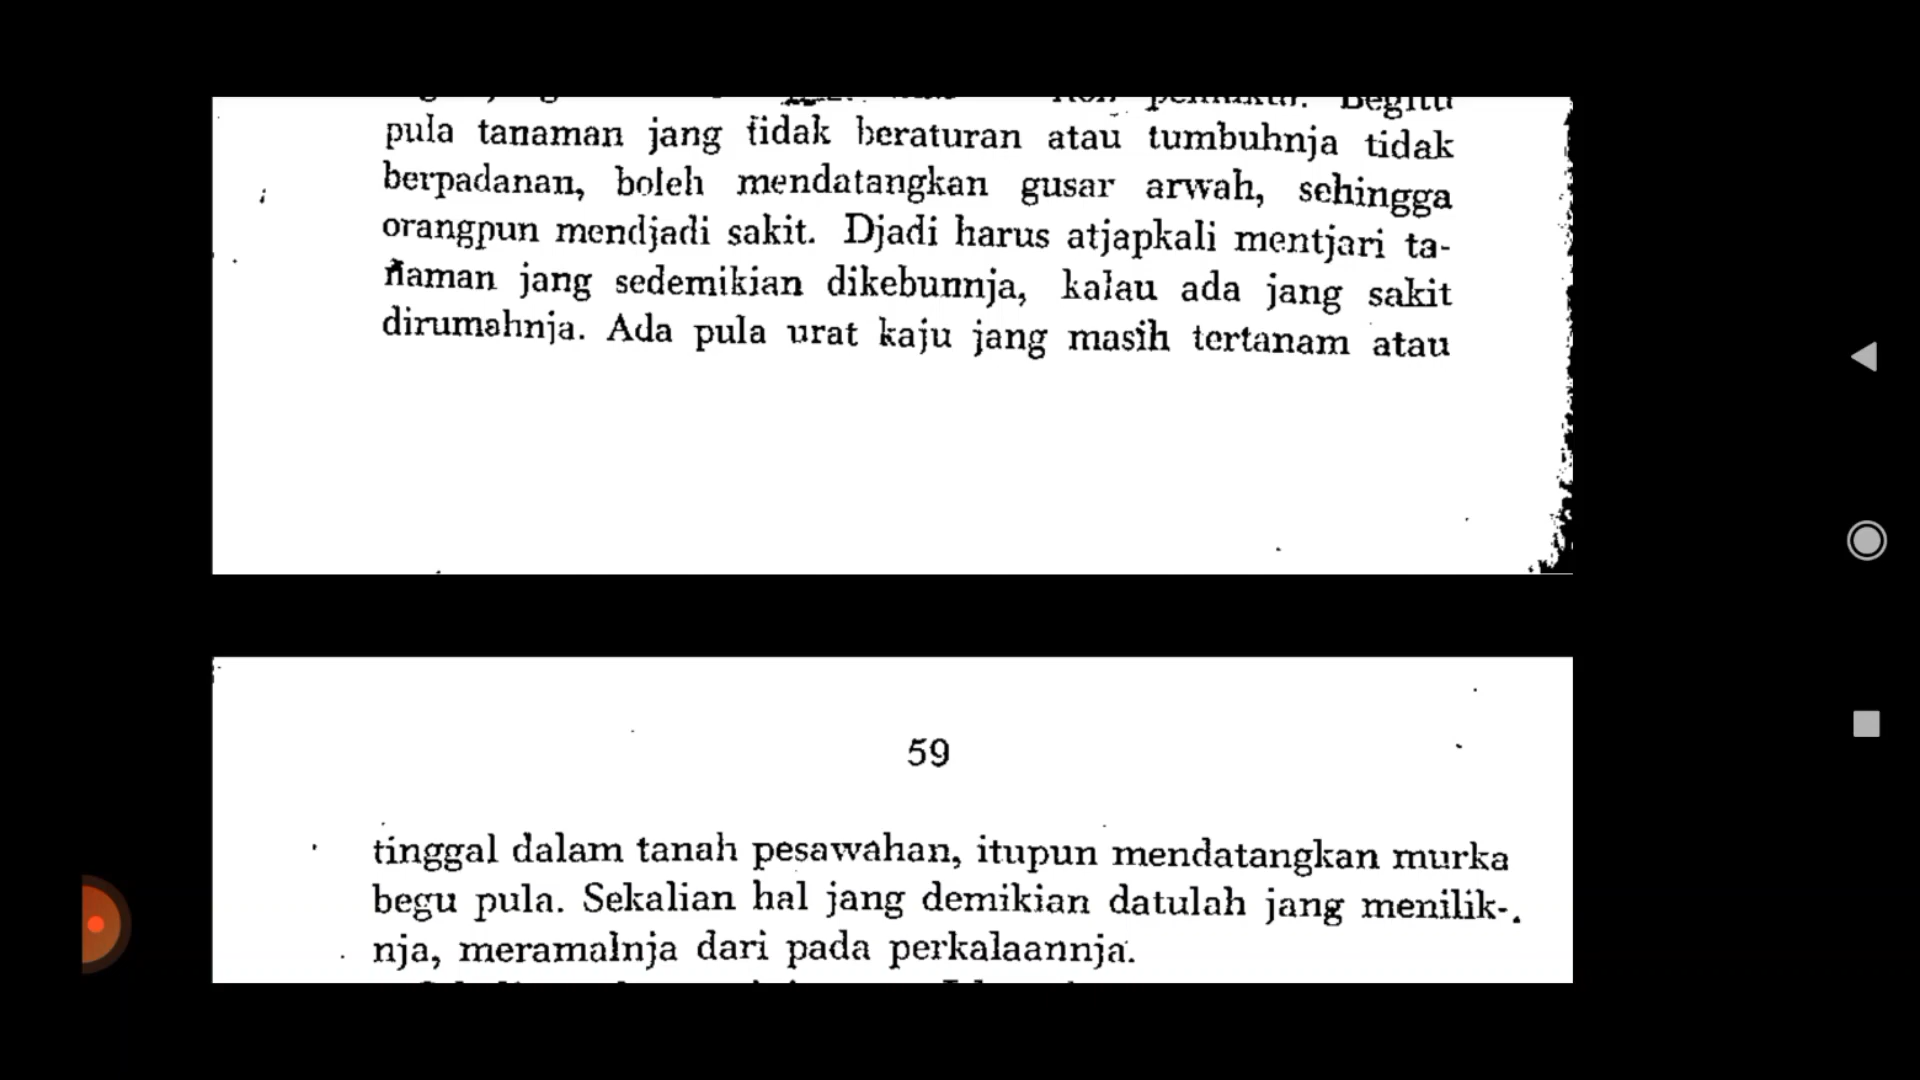 Begitu
pula tanaman jang tidak beraturan atau tumbuhnja tidak
berpadanan, boleh mendatangkan gusar arwah, sehingga
orangpun mendjadi sakit. Djadi harus atjapkali mentjari ta-
naman jang sedemikian dikebunnja, kalau ada jang sakit
dirumahnja. Ada pula urat kaju jang masih tertanam atau
59
tinggal dalam tanah pesawahan, itupun mendatangkan murka
begu pula. Sekalian hal jang demikian datulah jang menilik-
nja, meramalnja dari pada perkalaannja.